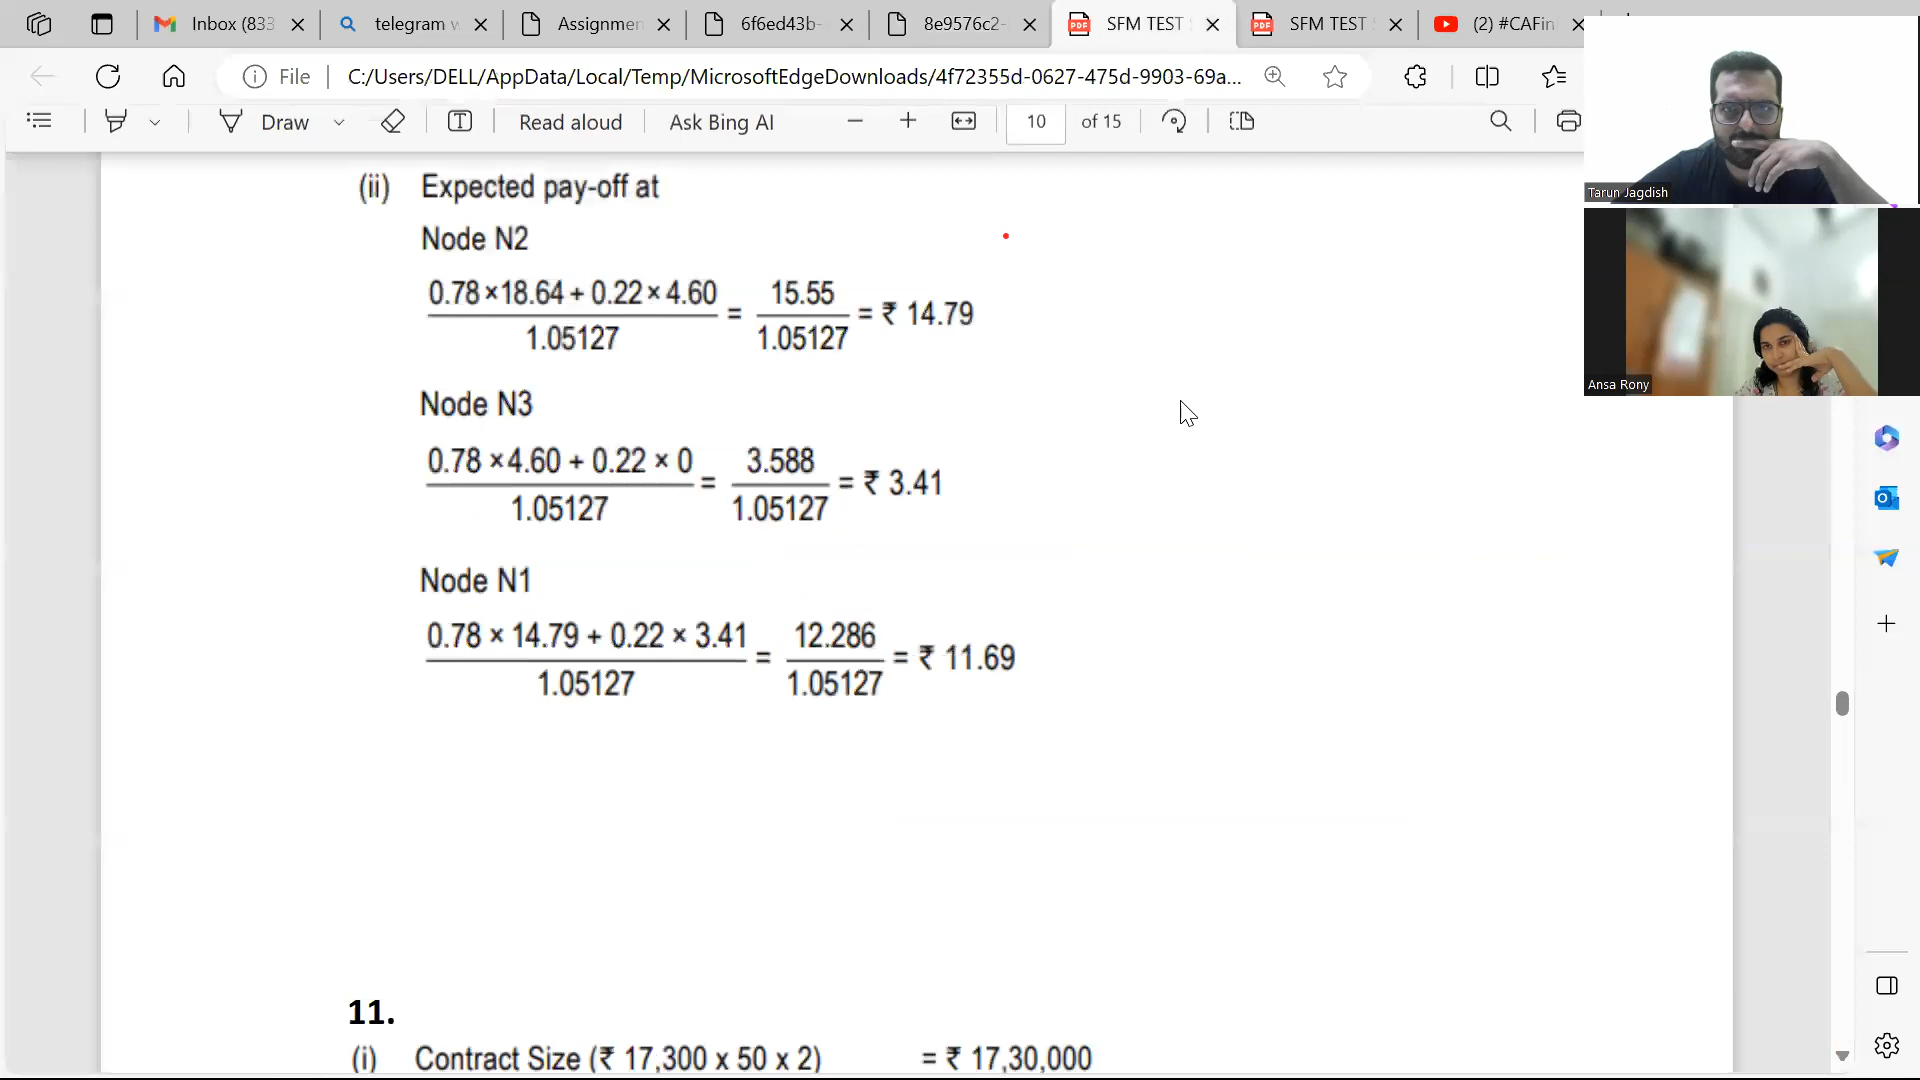 Inbox (833
telegram w
Assignmen
6f6ed43b-
8e9576c2-
SFM TEST
SFM TEST
(2) #CAFin
File
C:/Users/DELL/AppData/Local/Temp/MicrosoftEdgeDownloads/4f72355d-0627-475d-9903-69a...
Draw
Read aloud
Ask Bing AI
10
of 15
Tarun Jagdish
Ansa Rony
(ii) Expected pay-off at
Node N2
0.78 ×18.64 + 0.22 × 4.60 / 1.05127 = 15.55 / 1.05127 = ₹ 14.79
Node N3
0.78 ×4.60 + 0.22 × 0 / 1.05127 = 3.588 / 1.05127 = ₹ 3.41
Node N1
0.78 × 14.79 + 0.22 × 3.41 / 1.05127 = 12.286 / 1.05127 = ₹ 11.69
11.
(i) Contract Size (₹ 17,300 x 50 x 2) = ₹ 17,30,000